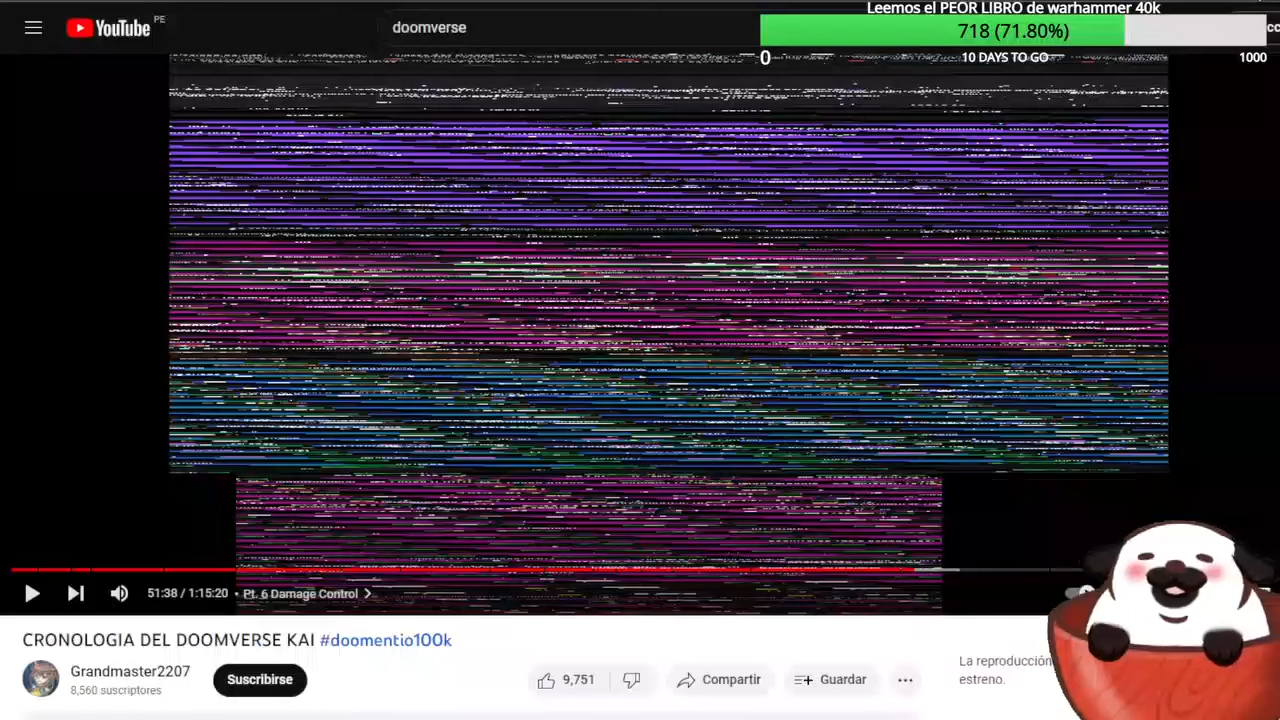 Leemos el PEOR LIBRO de warhammer 40k
YouTube PE
doomverse
718 (71.80%)
0
10 DAYS TO GO
1000
51:38 / 1:15:20 • Pt. 6 Damage Control
CRONOLOGIA DEL DOOMVERSE KAI #doomentio100k
Grandmaster2207
8,560 suscriptores
Suscribirse
9,751
Compartir
Guardar
La reproducción
estreno.